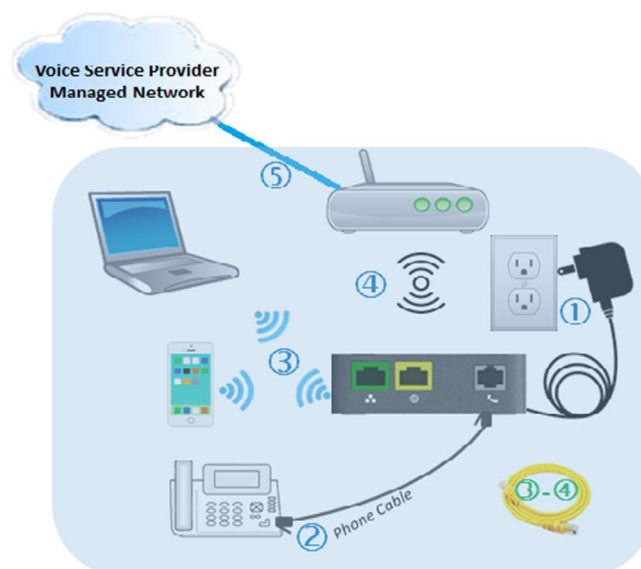 Voice Service Provider
Managed Network
⑤
④
①
③
③-④
② Phone Cable